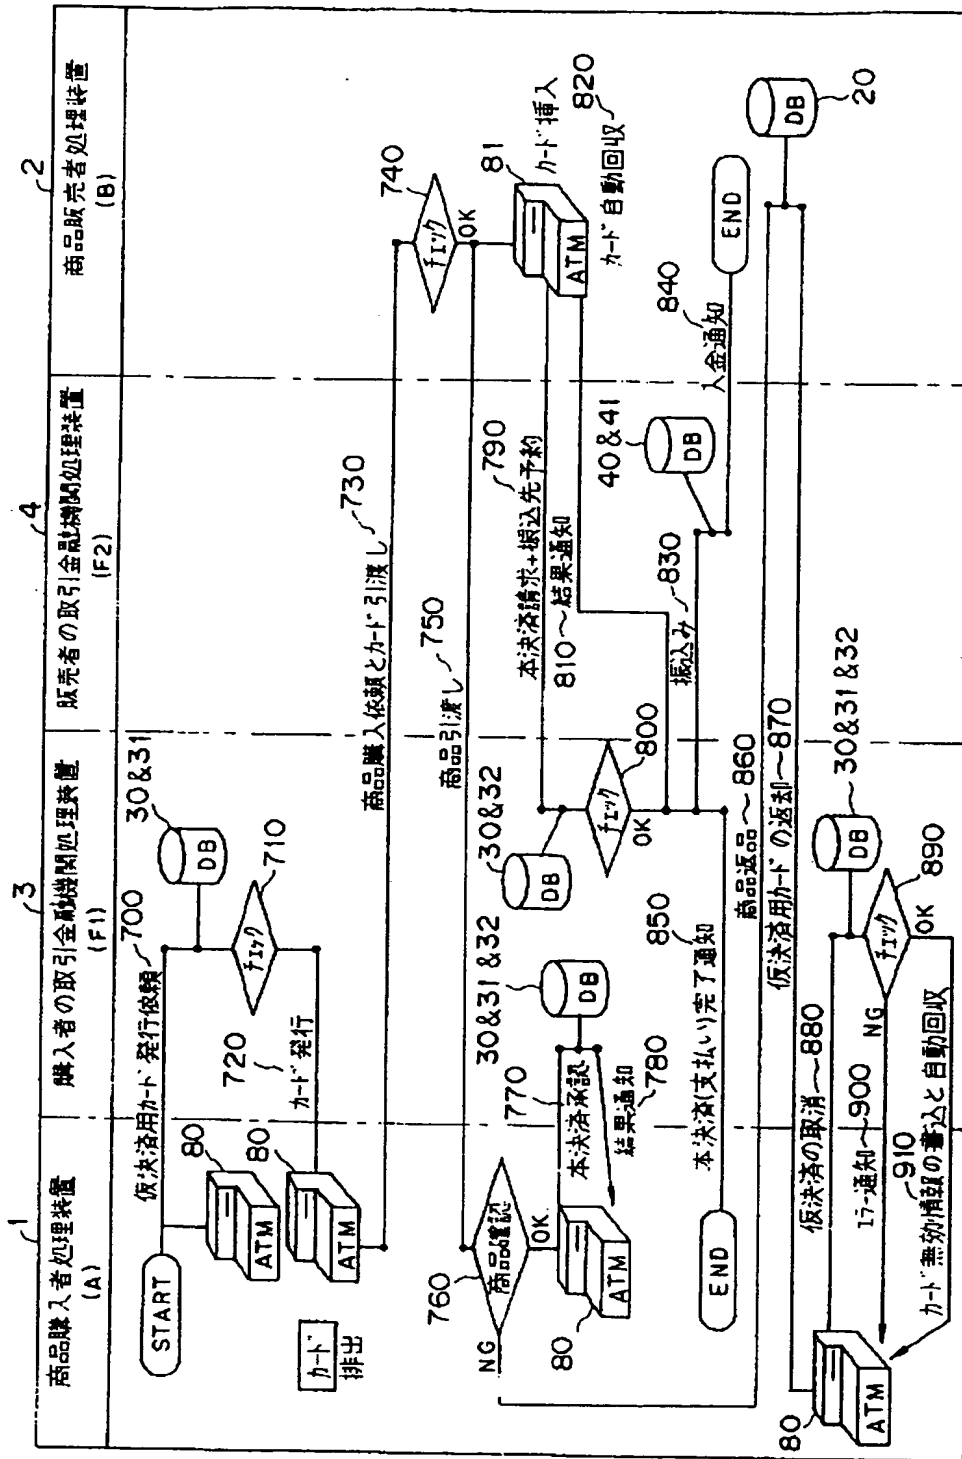 1
商品購入者処理装置
(A)
3
購入者の取引金融機関処理装置
(F1)
4
販売者の取引金融機関処理装置
(F2)
2
商品販売者処理装置
(B)
START
仮決済用カード発行依頼 700
30&31
DB
80
ATM
チェック 710
720
カード発行
80
ATM
カード
排出
商品購入依頼とカード引渡し 730
チェック 740
OK
商品引渡し 750
760
商品確認
NG
OK
80
ATM
770
本決済承認
30&31&32
DB
結果通知
780
81
カード挿入
ATM
カード自動回収 820
本決済請求+振込先予約 790
810 結果通知
30&32
DB
チェック 800
OK
振込み 830
40&41
DB
入金通知 840
END
本決済(支払い)完了通知 850
END
商品返品 860
仮決済用カードの返却 870
DB
20
80
ATM
仮決済の取消 880
30&31&32
DB
チェック 890
NG
OK
エラー通知 900
910
カード無効情報の書込と自動回収